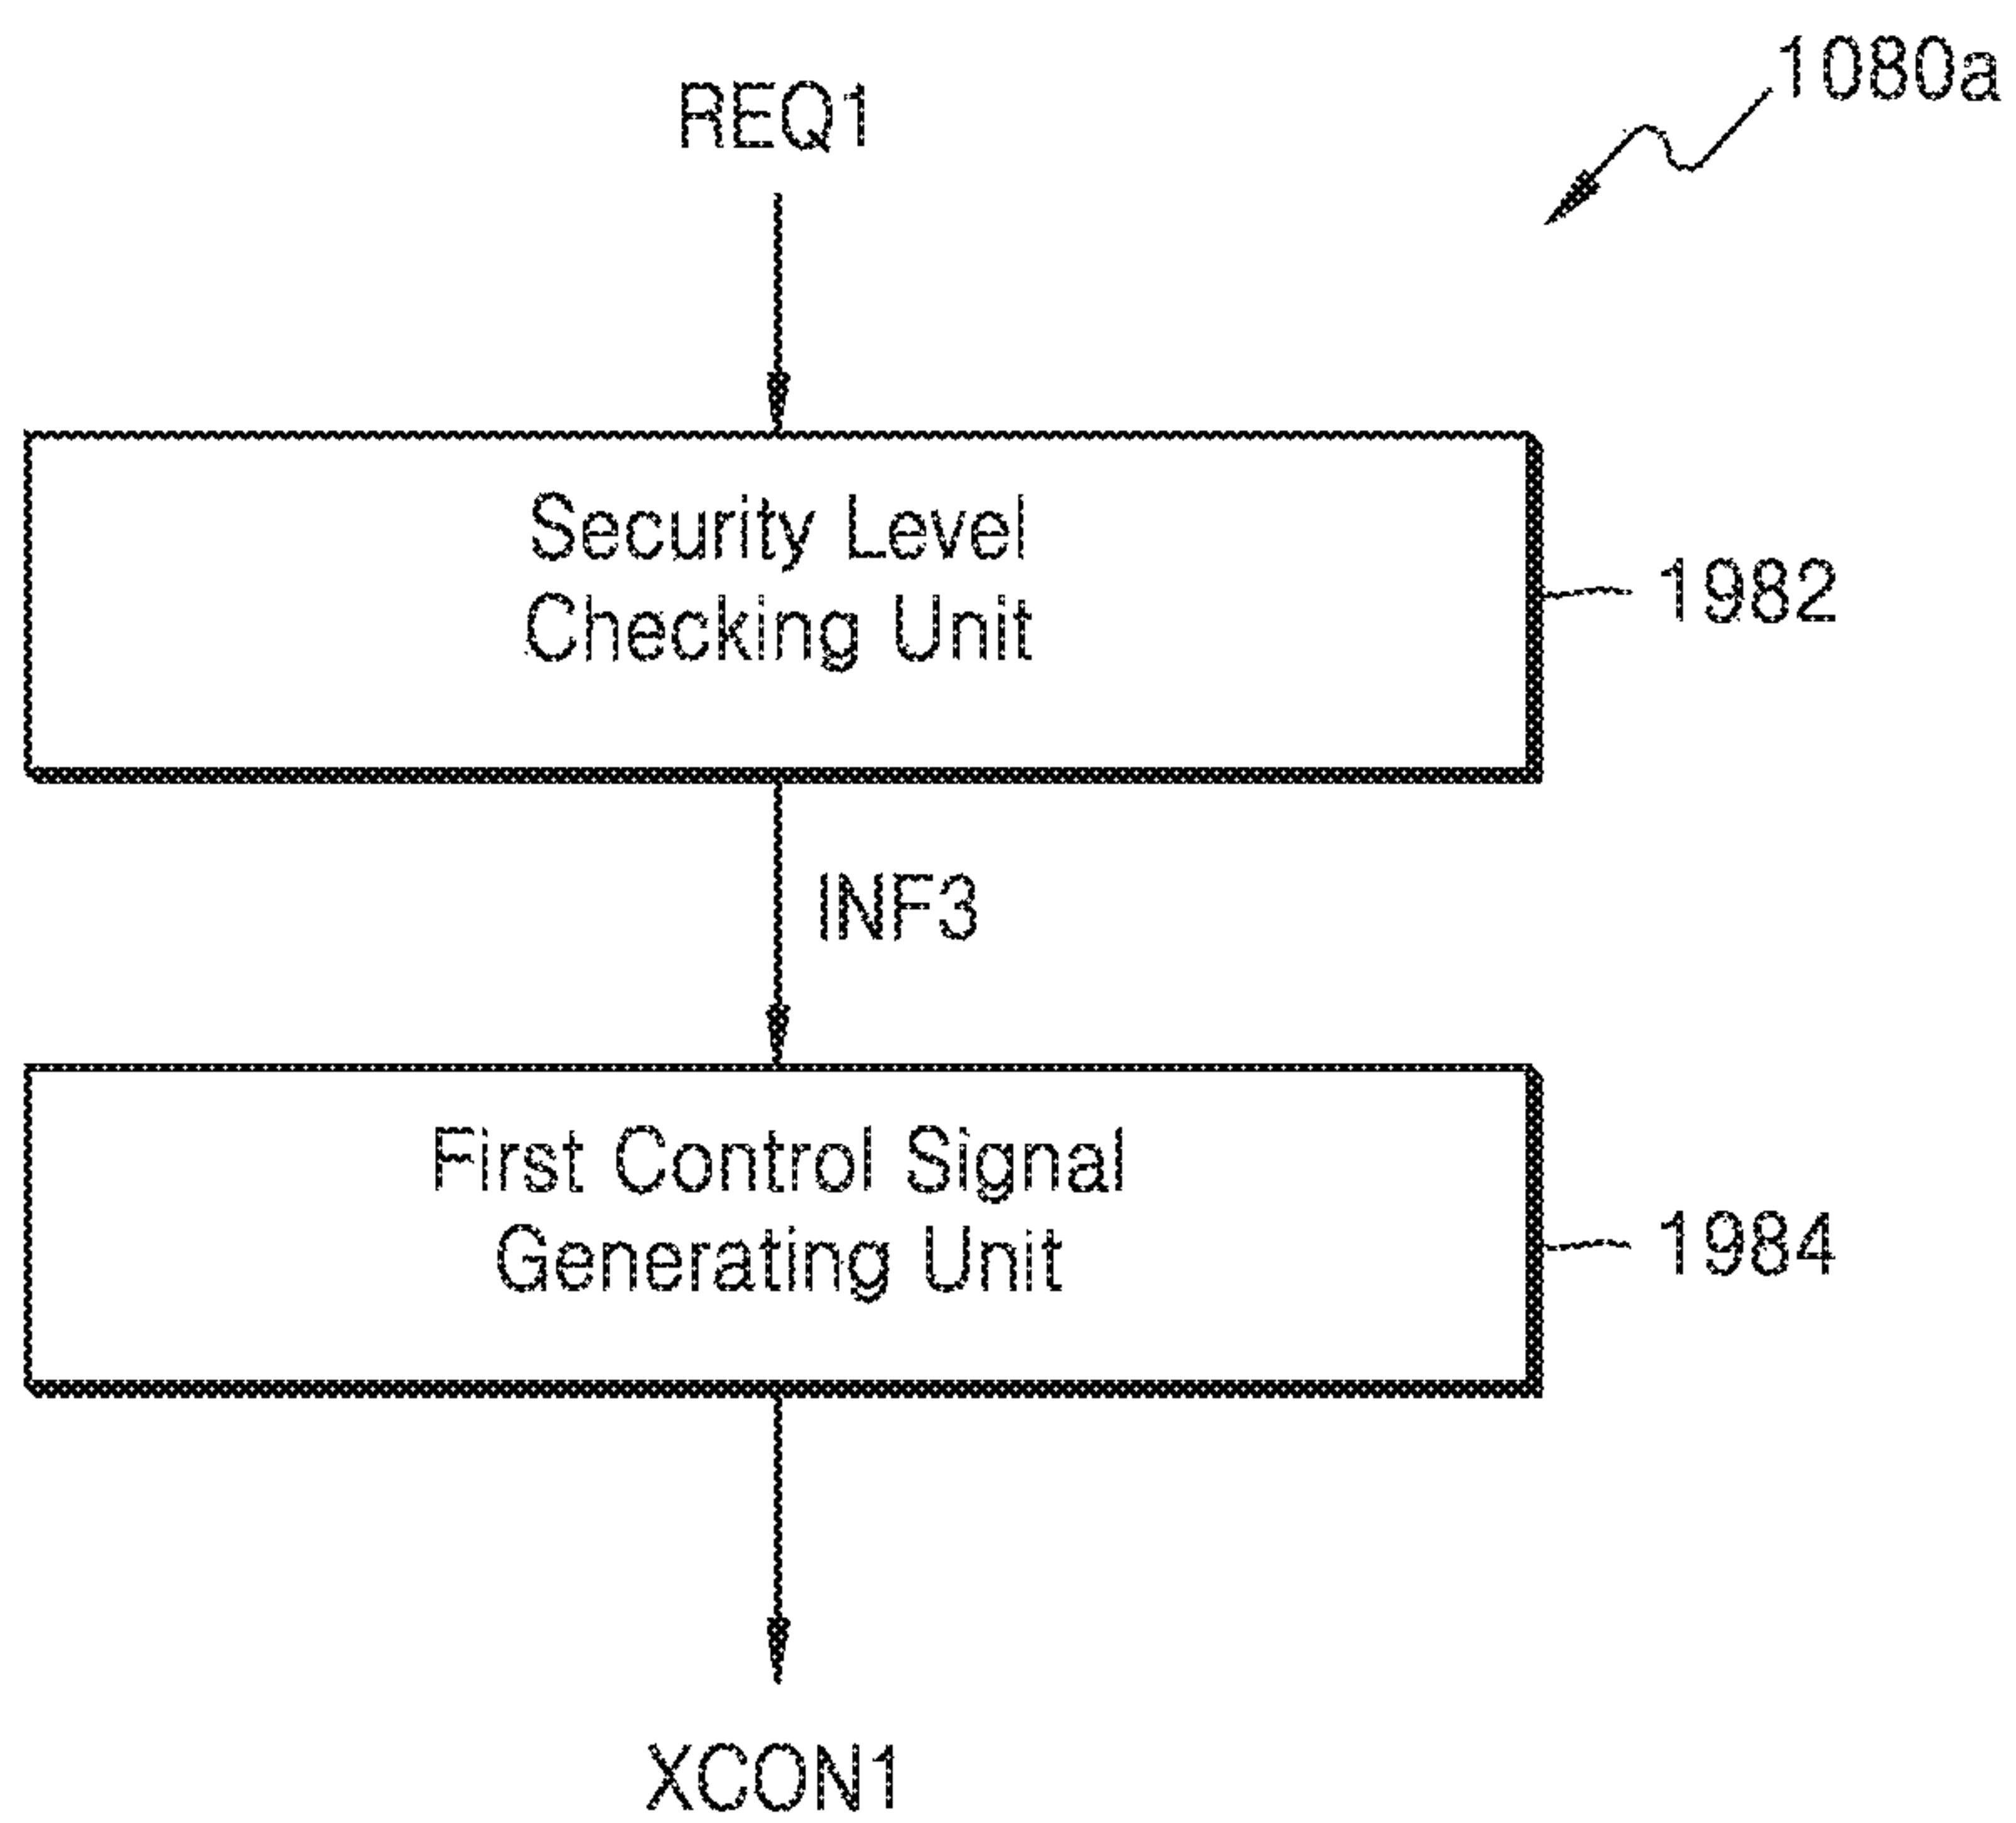 1080a
REQ1
Security Level
Checking Unit
1982
INF3
First Control Signal
Generating Unit
1984
XCON1